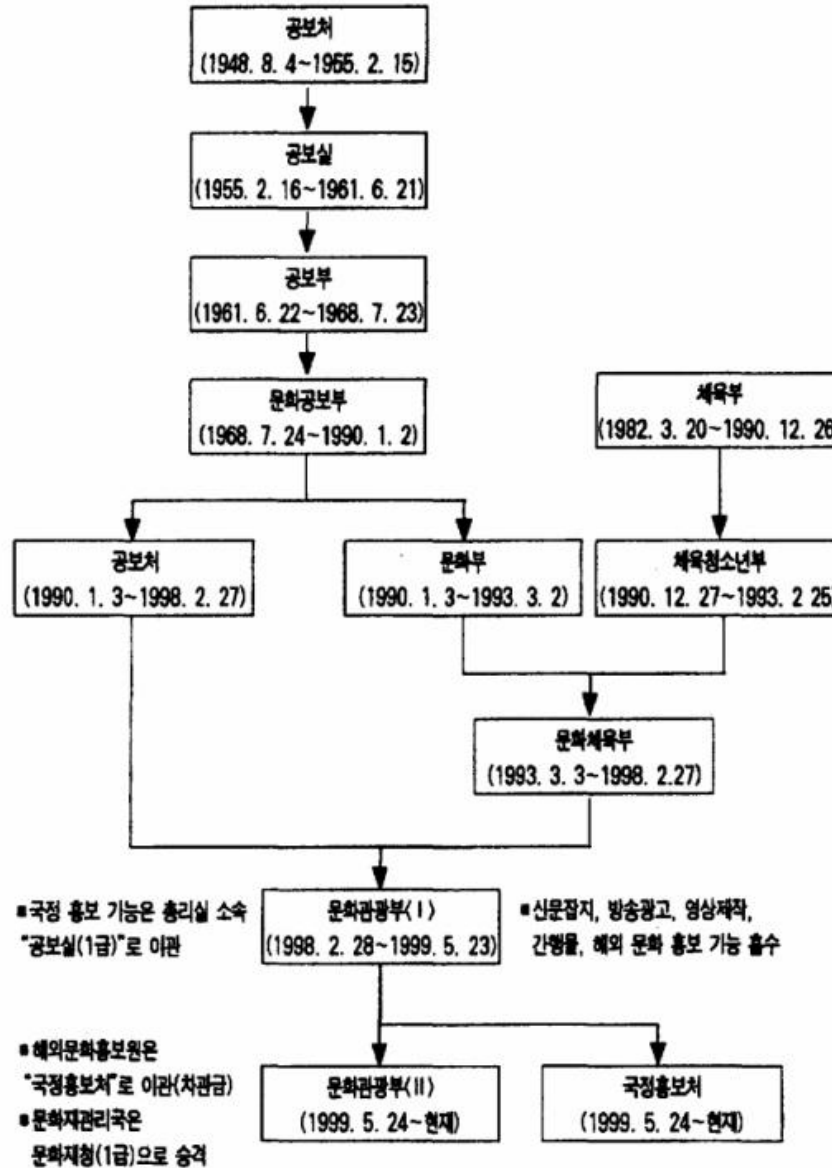 공보처
(1948. 8. 4~1955. 2. 15)
공보실
(1955. 2. 16~1961. 6. 21)
공보부
(1961. 6. 22~1968. 7. 23)
문화공보부
(1968. 7. 24~1990. 1. 2)
체육부
(1982. 3. 20~1990. 12. 26
공보처
(1990. 1. 3~1998. 2. 27)
문화부
(1990. 1. 3~1993. 3. 2)
체육청소년부
(1990. 12. 27~1993. 2 25
문화체육부
(1993. 3. 3~1998. 2.27)
■국정 홍보 기능은 총리실 소속
"공보실(1급)"로 이관
문화관광부(Ⅰ)
(1998. 2. 28~1999. 5. 23)
■신문잡지, 방송광고, 영상제작,
간행물, 해외 문화 홍보 기능 흡수
■해외문화홍보원은
"국정홍보처"로 이관(차관급)
■문화재관리국은
문화재청(1급)으로 승격
문화관광부(Ⅱ)
(1999. 5. 24~현재)
국정홍보처
(1999. 5. 24~현재)